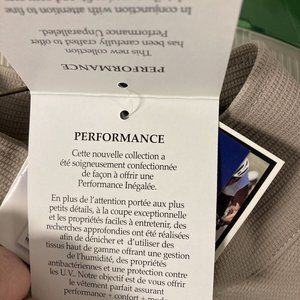 In conjunction with attention to fine
Performance Unparalleled.
has been carefully crafted offer
This new collection
PERFORMANCE
PERFORMANCE
Cette nouvelle collection a
été soigneusement confectionnée
de façon à offrir une
Performance Inégalée.
En plus de l'attention portée aux plus
petits détails, à la coupe exceptionnelle
et les propriétés faciles à entretenir, des
recherches approfondies ont été réalisées
afin de dénicher et d'utiliser des
tissus haut de gamme offrant une gestion
de l'humidité, des propriétés
antibactériennes et une protection contre
les U.V.. Notre objectif est de vous offrir
le vêtement parfait assurant
performance + confort +